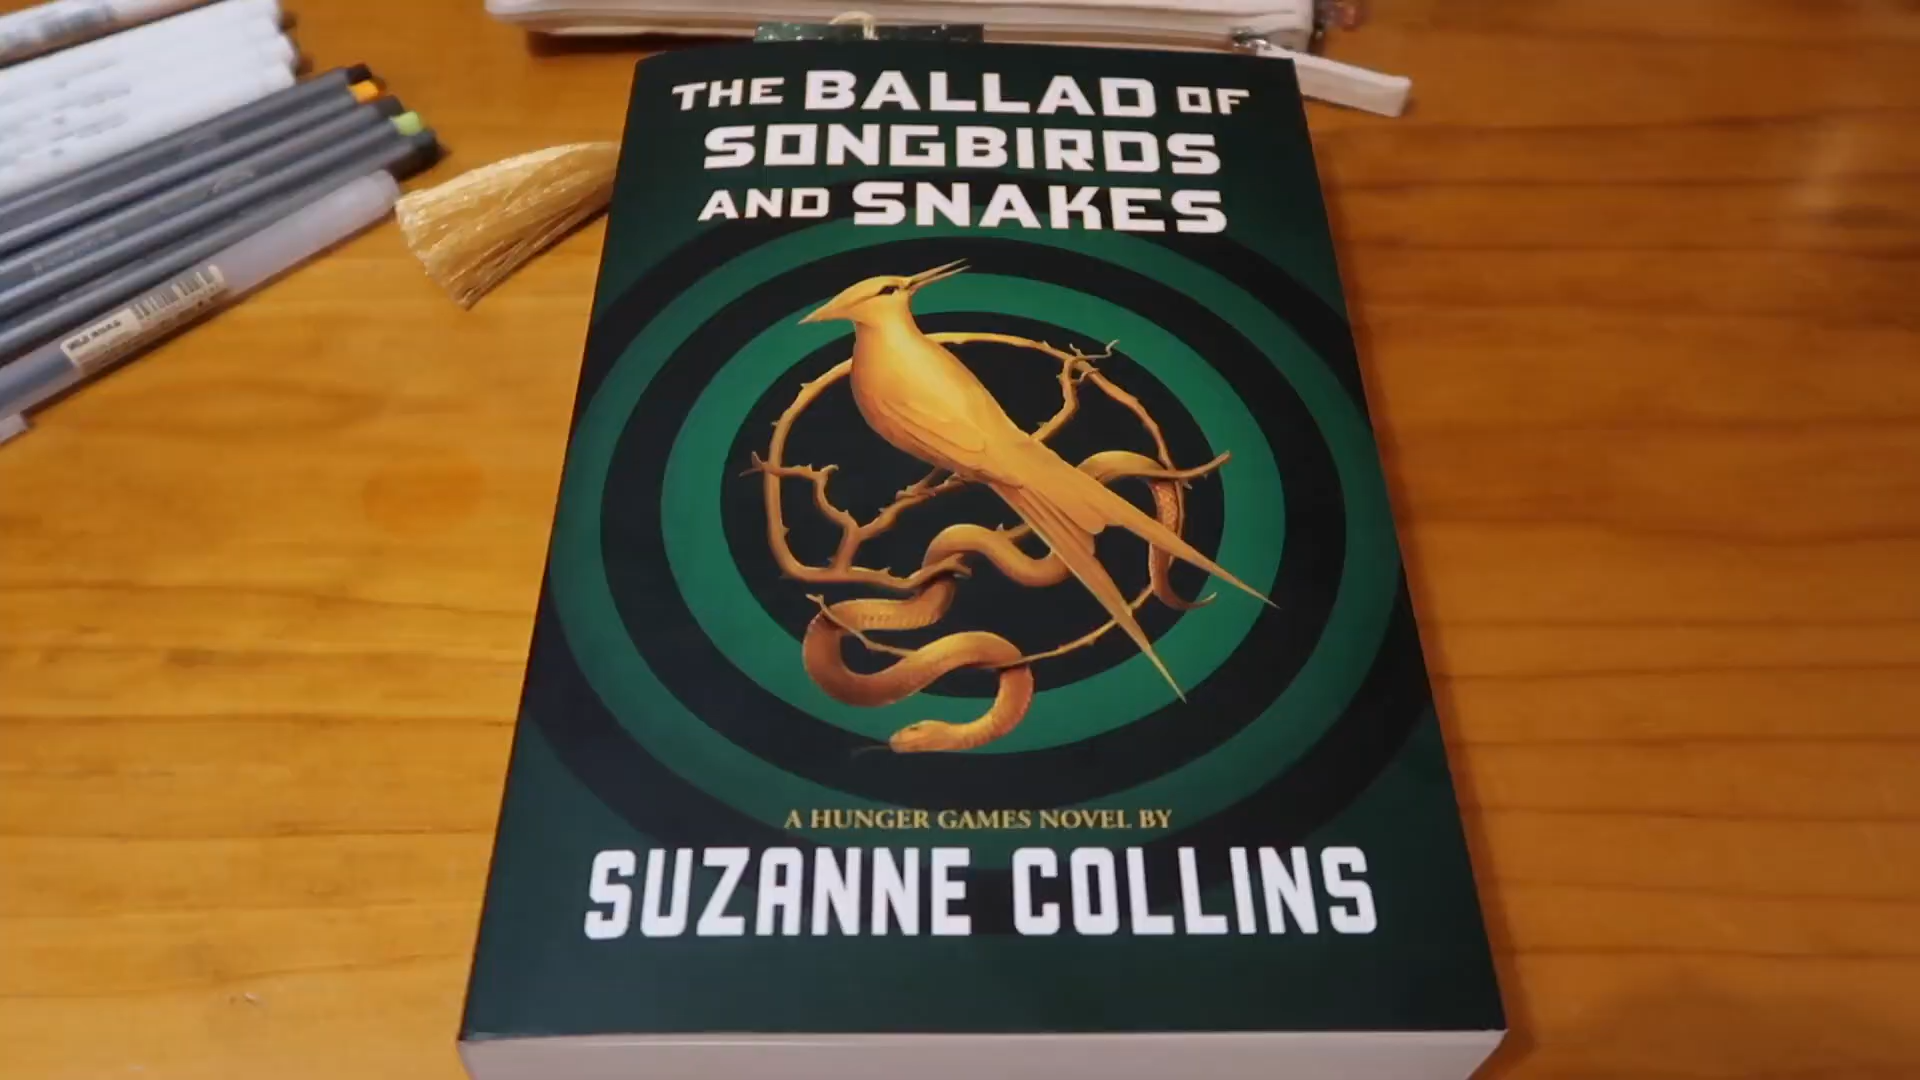 THE BALLAD OF
SONGBIRDS
AND SNAKES
A HUNGER GAMES NOVEL BY
SUZANNE COLLINS